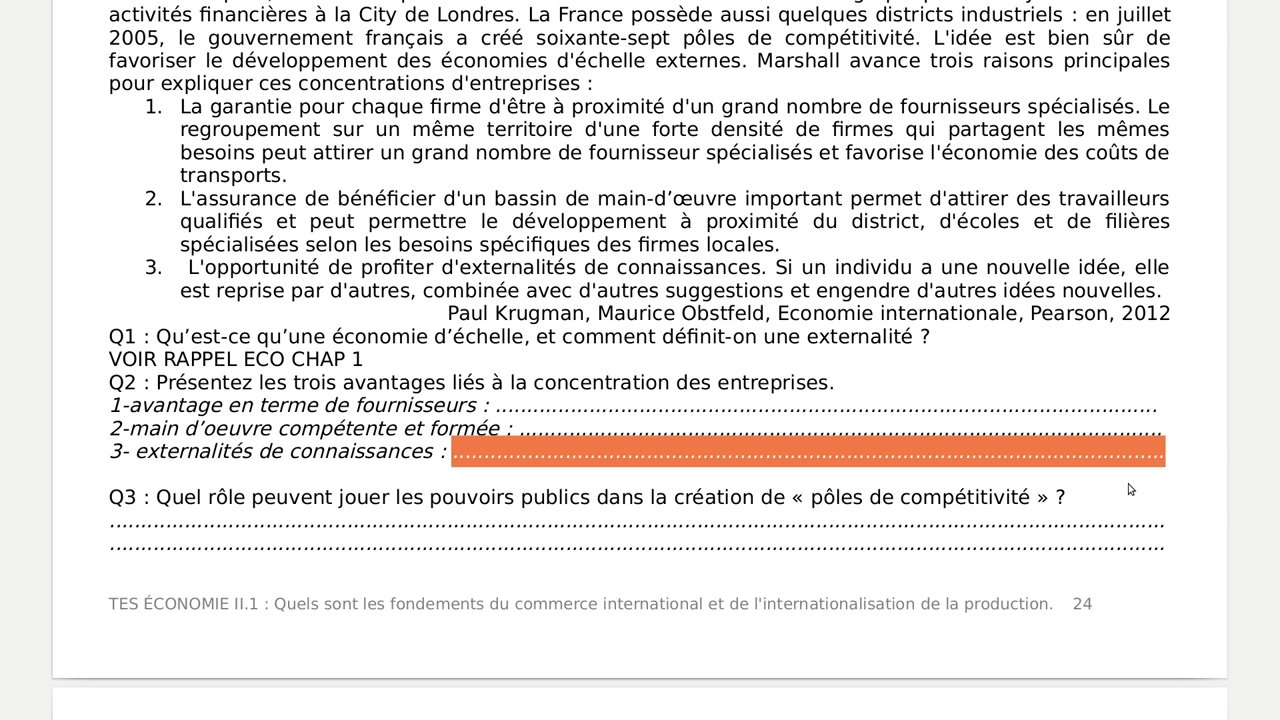 activités financières à la City de Londres. La France possède aussi quelques districts industriels : en juillet
2005, le gouvernement français a créé soixante-sept pôles de compétitivité. L'idée est bien sûr de
favoriser le développement des économies d'échelle externes. Marshall avance trois raisons principales
pour expliquer ces concentrations d'entreprises :
1. La garantie pour chaque firme d'être à proximité d'un grand nombre de fournisseurs spécialisés. Le
regroupement sur un même territoire d'une forte densité de firmes qui partagent les mêmes
besoins peut attirer un grand nombre de fournisseur spécialisés et favorise l'économie des coûts de
transports.
2. L'assurance de bénéficier d'un bassin de main-d’œuvre important permet d'attirer des travailleurs
qualifiés et peut permettre le développement à proximité du district, d'écoles et de filières
spécialisées selon les besoins spécifiques des firmes locales.
3. L'opportunité de profiter d'externalités de connaissances. Si un individu a une nouvelle idée, elle
est reprise par d'autres, combinée avec d'autres suggestions et engendre d'autres idées nouvelles.
Paul Krugman, Maurice Obstfeld, Economie internationale, Pearson, 2012
Q1 : Qu’est-ce qu’une économie d’échelle, et comment définit-on une externalité ?
VOIR RAPPEL ECO CHAP 1
Q2 : Présentez les trois avantages liés à la concentration des entreprises.
1-avantage en terme de fournisseurs : ................................................................................
2-main d’oeuvre compétente et formée : ................................................................................
3- externalités de connaissances : ................................................................................
Q3 : Quel rôle peuvent jouer les pouvoirs publics dans la création de « pôles de compétitivité » ?
................................................................................
................................................................................
TES ÉCONOMIE II.1 : Quels sont les fondements du commerce international et de l'internationalisation de la production. 24